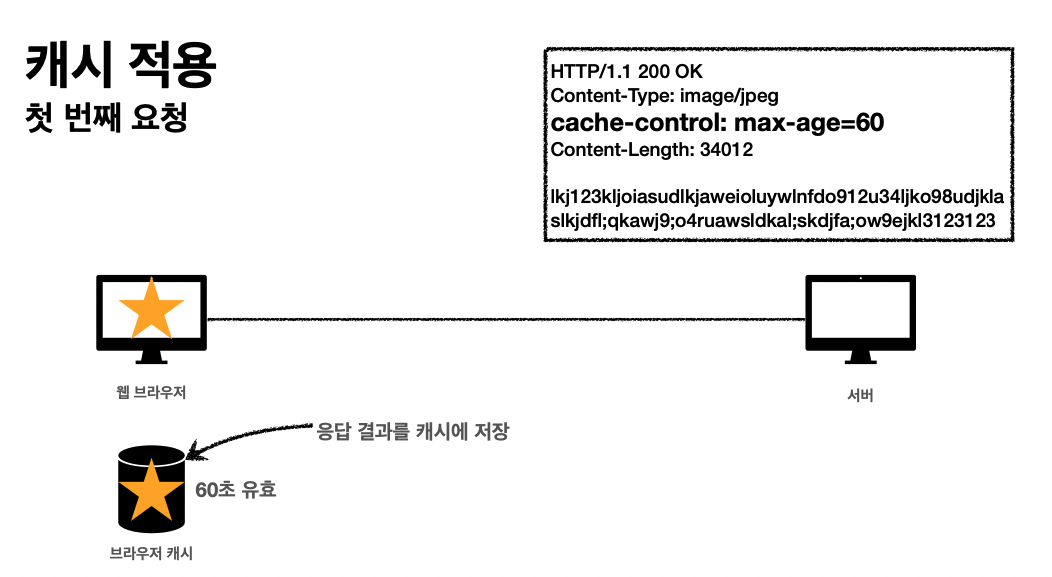 캐시 적용
첫 번째 요청
HTTP/1.1 200 OK
Content-Type: image/jpeg
cache-control: max-age=60
Content-Length: 34012
lkj123kljoiasudlkjaweioluywlnfdo912u34ljko98udjkla
slkjdfl;qkawj9;o4ruawsldkal;skdjfa;ow9ejkl3123123
웹 브라우저
서버
응답 결과를 캐시에 저장
60초 유효
브라우저 캐시